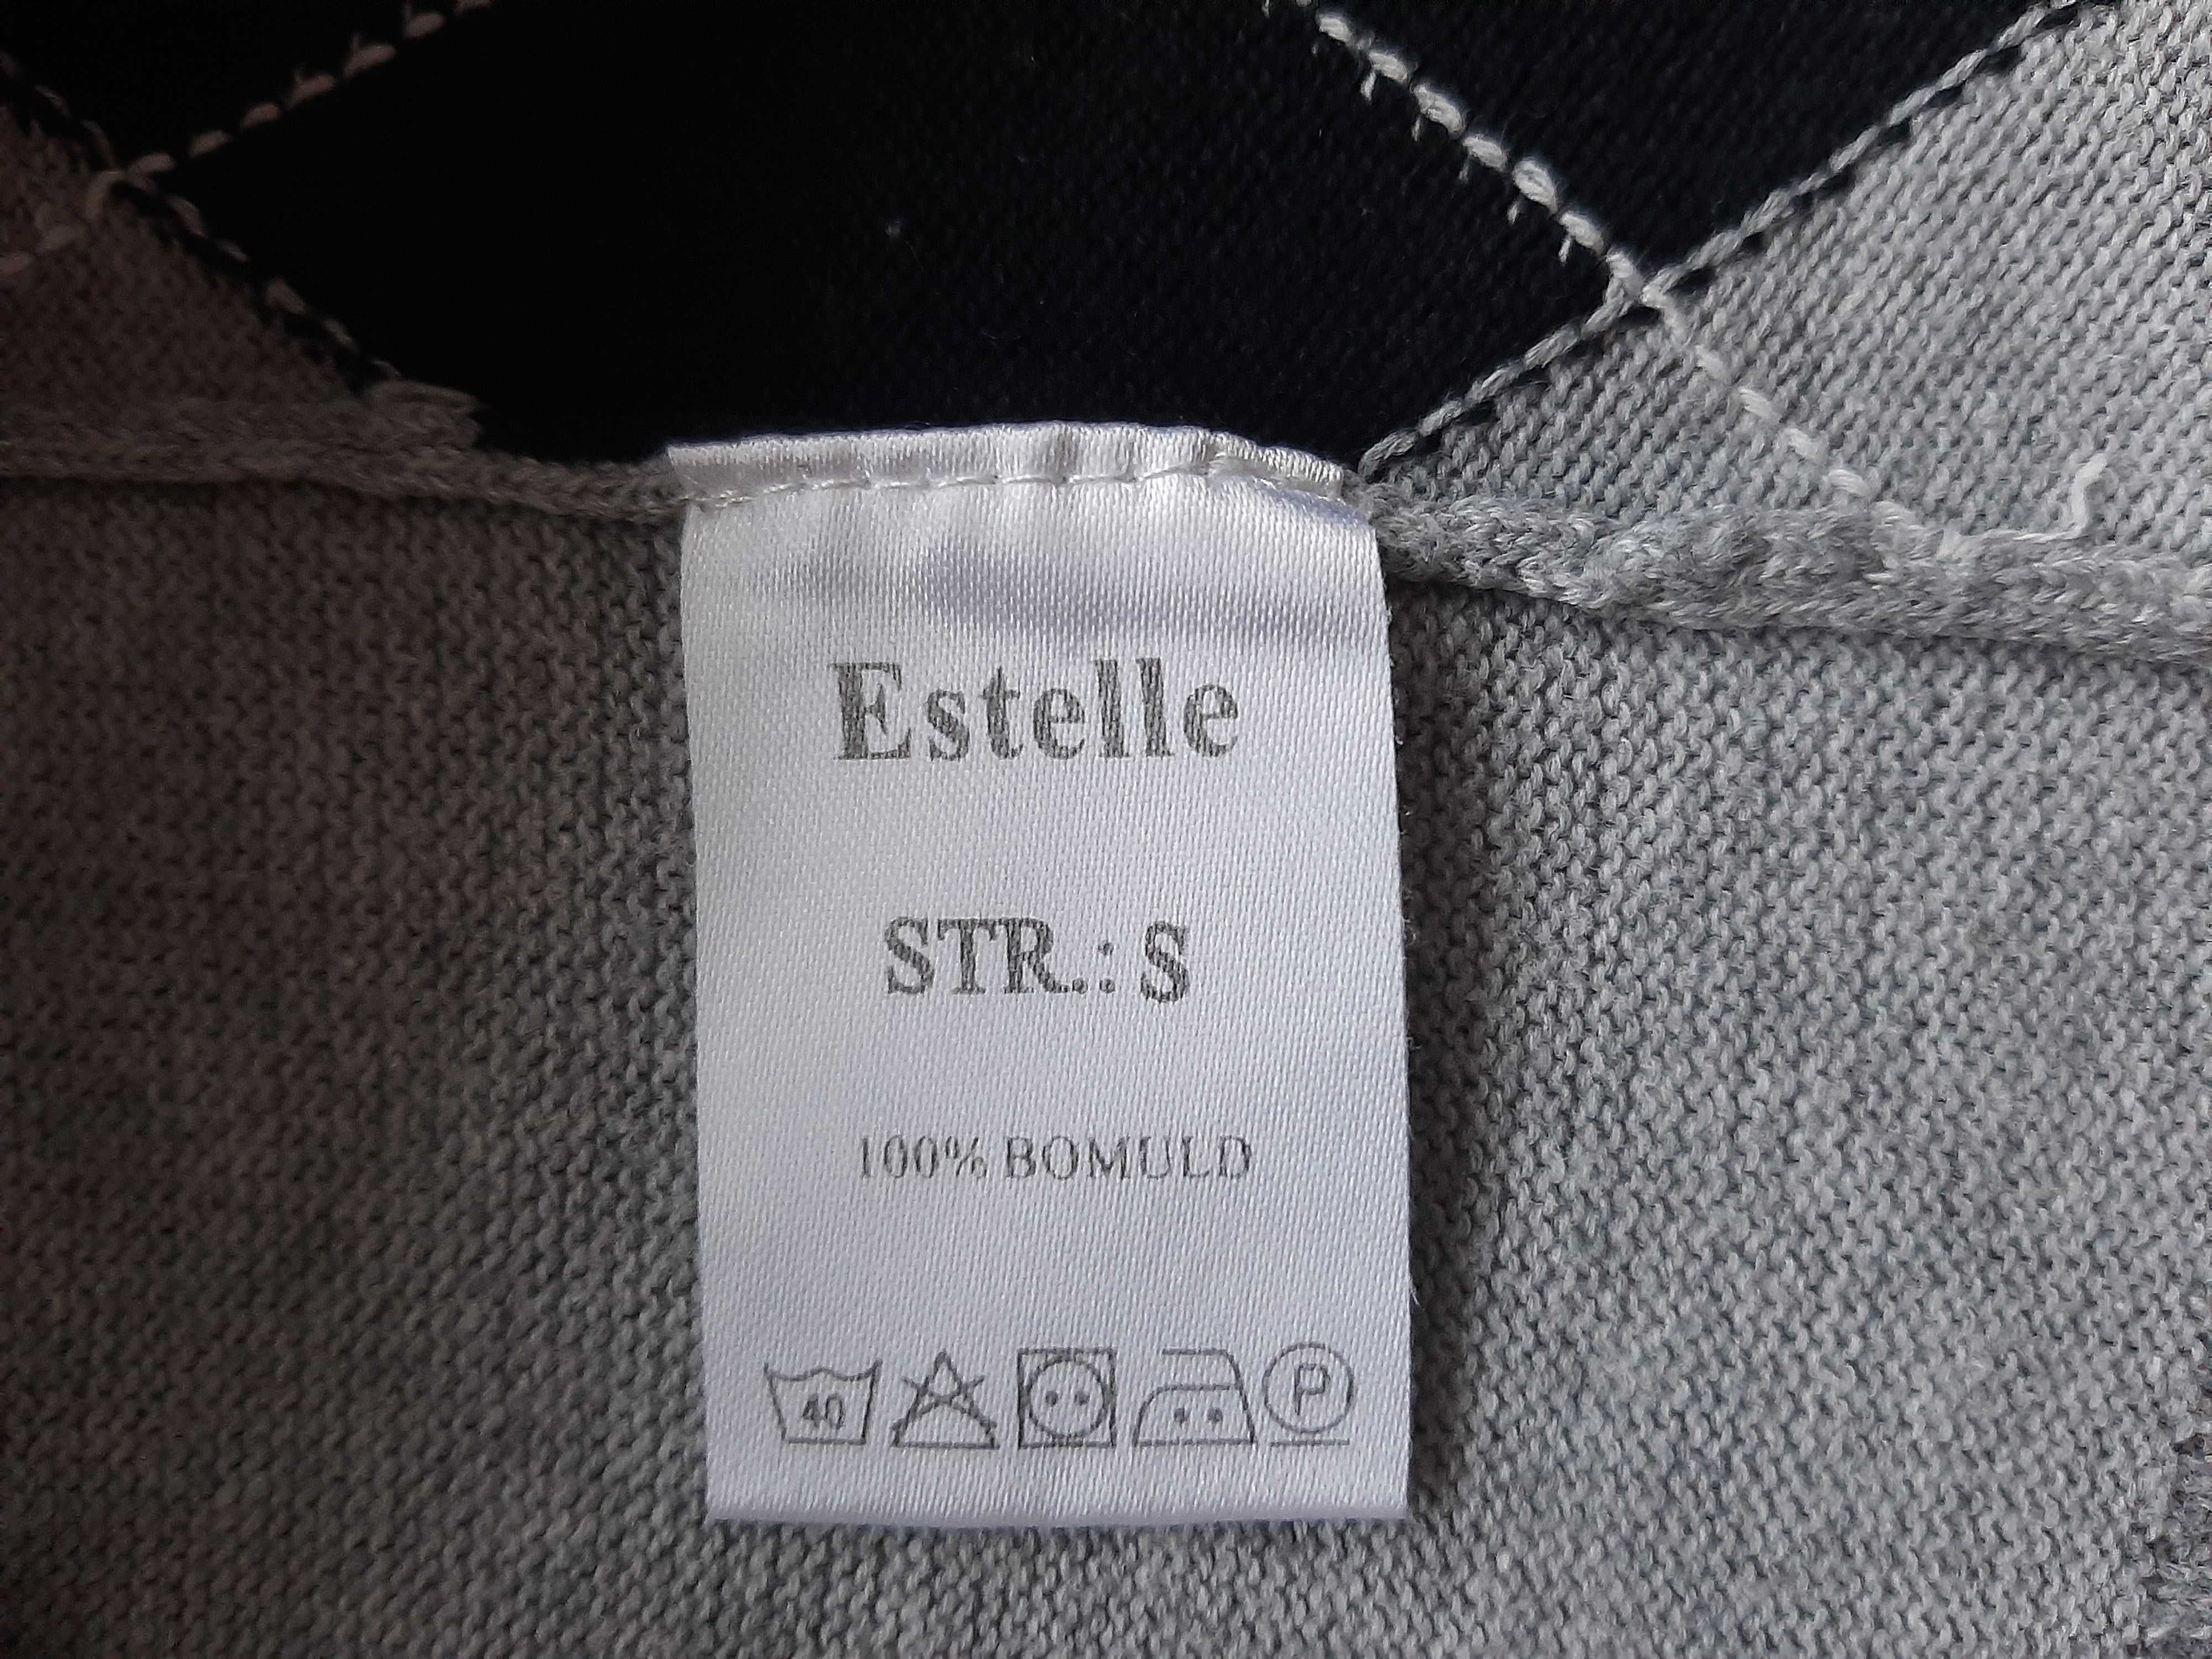 Estelle
STR.: S
100% BOMULD
40 P